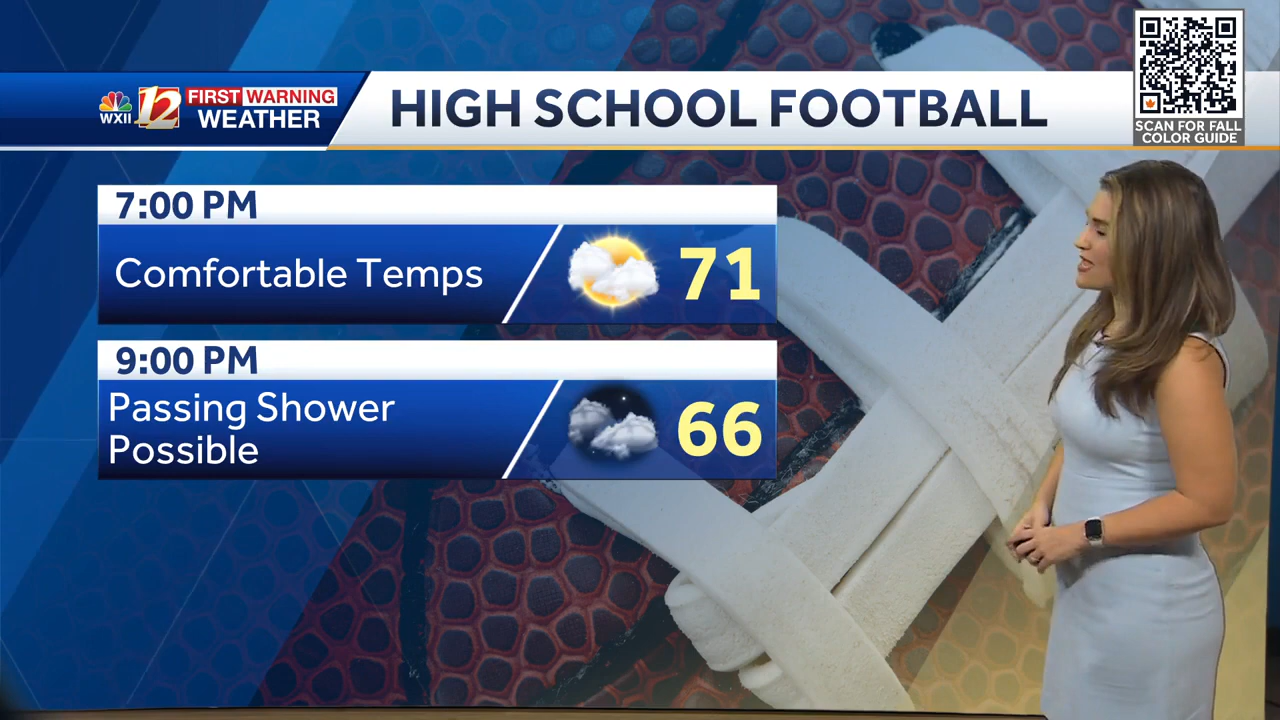 WXII 12 FIRST WARNING
WEATHER
HIGH SCHOOL FOOTBALL
SCAN FOR FALL
COLOR GUIDE
7:00 PM
Comfortable Temps
71
9:00 PM
Passing Shower
Possible
66